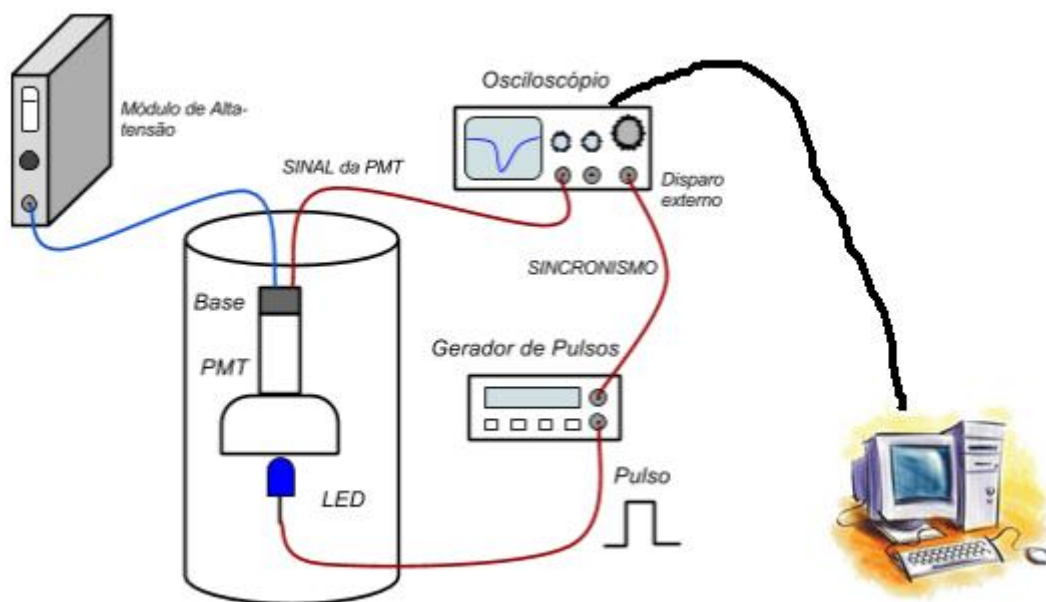 Osciloscópio
Módulo de Alta-
tensão
SINAL da PMT
Disparo
externo
SINCRONISMO
Base
PMT
Gerador de Pulsos
LED
Pulso